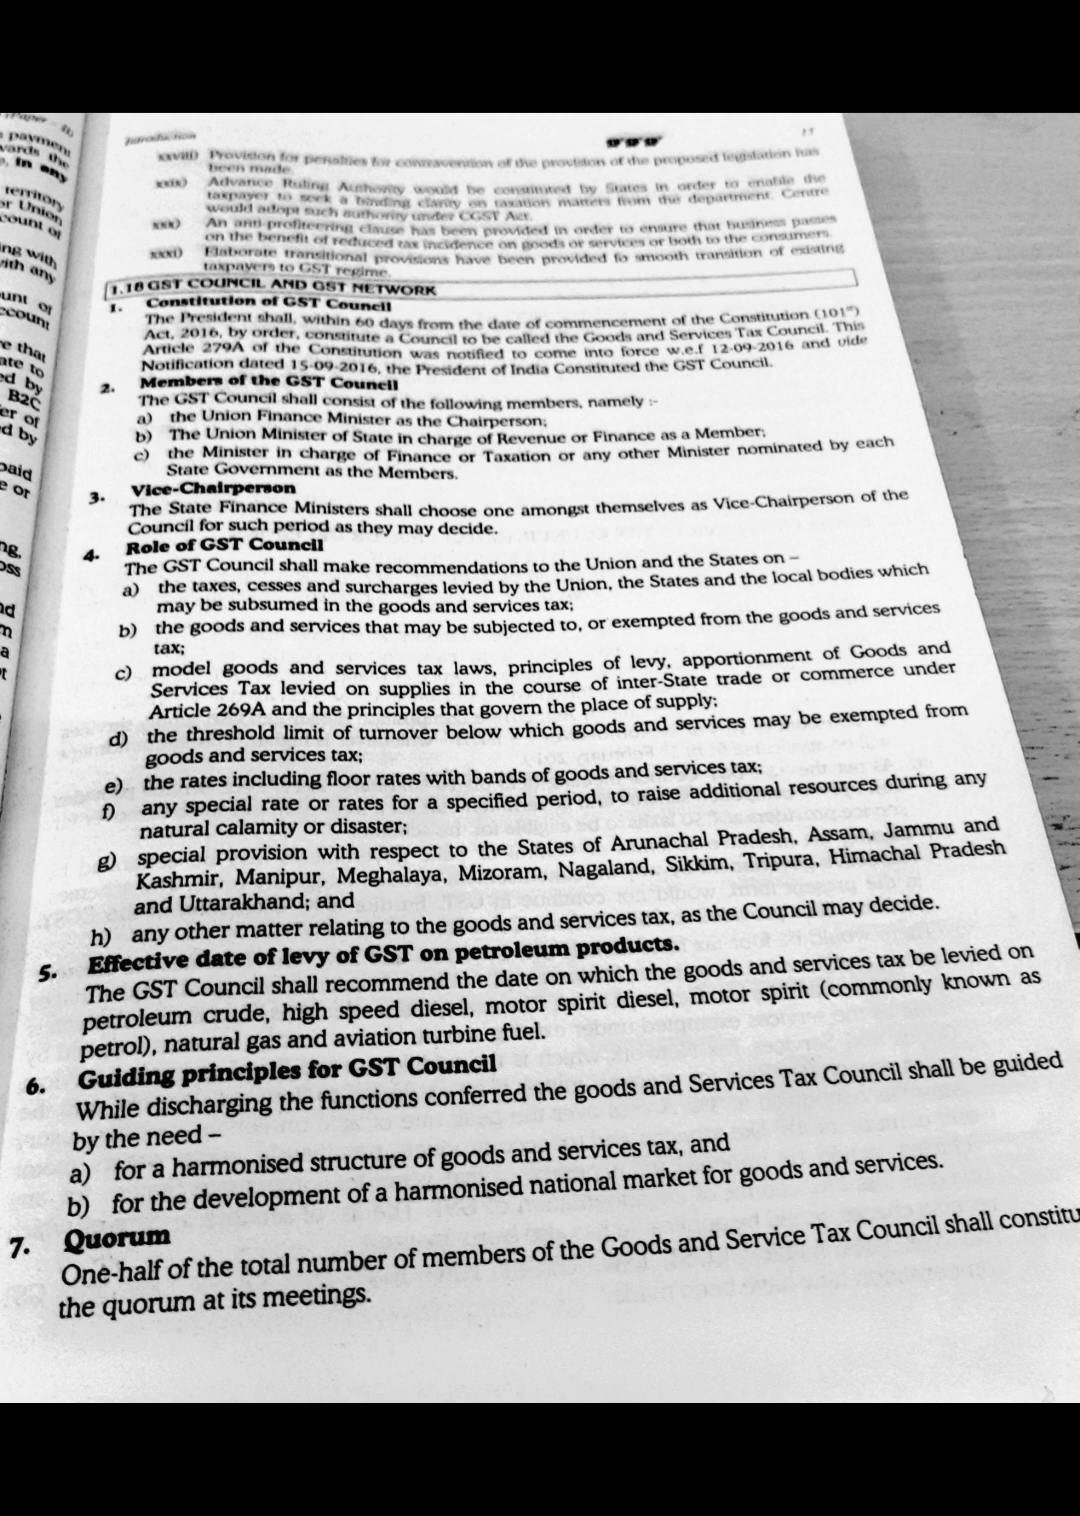 Introduction
xxviii) Provision for penalties for contravention of the provision of the proposed legislation has
been made.
xxix) Advance Ruling Authority would be constituted by States in order to enable the
taxpayer to seek a binding clarity on taxation matters from the department. Centre
would adopt such authority under CGST Act.
xxx) An anti-profiteering clause has been provided in order to ensure that business passes
on the benefit of reduced tax incidence on goods or services or both to the consumers.
xxxi) Elaborate transitional provisions have been provided fo smooth transition of existing
taxpayers to GST regime.
1.18 GST COUNCIL AND GST NETWORK
1. Constitution of GST Council
The President shall, within 60 days from the date of commencement of the Constitution (101st)
Act, 2016, by order, constitute a Council to be called the Goods and Services Tax Council. This
Article 279A of the Constitution was notified to come into force w.e.f 12-09-2016 and vide
Notification dated 15-09-2016, the President of India Constituted the GST Council.
2. Members of the GST Council
The GST Council shall consist of the following members, namely :-
a) the Union Finance Minister as the Chairperson;
b) The Union Minister of State in charge of Revenue or Finance as a Member;
c) the Minister in charge of Finance or Taxation or any other Minister nominated by each
State Government as the Members.
3. Vice-Chairperson
The State Finance Ministers shall choose one amongst themselves as Vice-Chairperson of the
Council for such period as they may decide.
4. Role of GST Council
The GST Council shall make recommendations to the Union and the States on –
a) the taxes, cesses and surcharges levied by the Union, the States and the local bodies which
may be subsumed in the goods and services tax;
b) the goods and services that may be subjected to, or exempted from the goods and services
tax;
c) model goods and services tax laws, principles of levy, apportionment of Goods and
Services Tax levied on supplies in the course of inter-State trade or commerce under
Article 269A and the principles that govern the place of supply;
d) the threshold limit of turnover below which goods and services may be exempted from
goods and services tax;
e) the rates including floor rates with bands of goods and services tax;
f) any special rate or rates for a specified period, to raise additional resources during any
natural calamity or disaster;
g) special provision with respect to the States of Arunachal Pradesh, Assam, Jammu and
Kashmir, Manipur, Meghalaya, Mizoram, Nagaland, Sikkim, Tripura, Himachal Pradesh
and Uttarakhand; and
h) any other matter relating to the goods and services tax, as the Council may decide.
5. Effective date of levy of GST on petroleum products.
The GST Council shall recommend the date on which the goods and services tax be levied on
petroleum crude, high speed diesel, motor spirit diesel, motor spirit (commonly known as
petrol), natural gas and aviation turbine fuel.
6. Guiding principles for GST Council
While discharging the functions conferred the goods and Services Tax Council shall be guided
by the need –
a) for a harmonised structure of goods and services tax, and
b) for the development of a harmonised national market for goods and services.
7. Quorum
One-half of the total number of members of the Goods and Service Tax Council shall constitu
the quorum at its meetings.